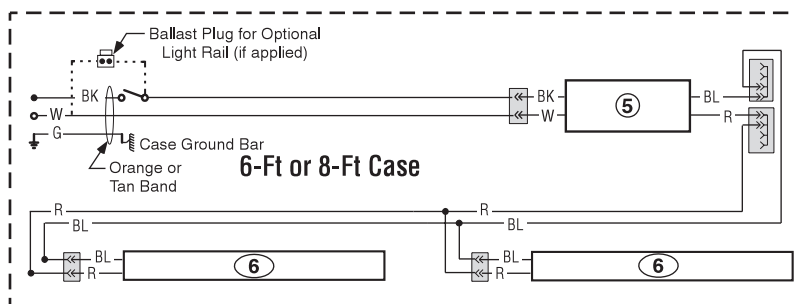 Ballast Plug for Optional
Light Rail (if applied)
BK
BK
5
BL
W
W
R
G
Case Ground Bar
Orange or
Tan Band
6-Ft or 8-Ft Case
R
R
BL
BL
BL
6
BL
6
R
R